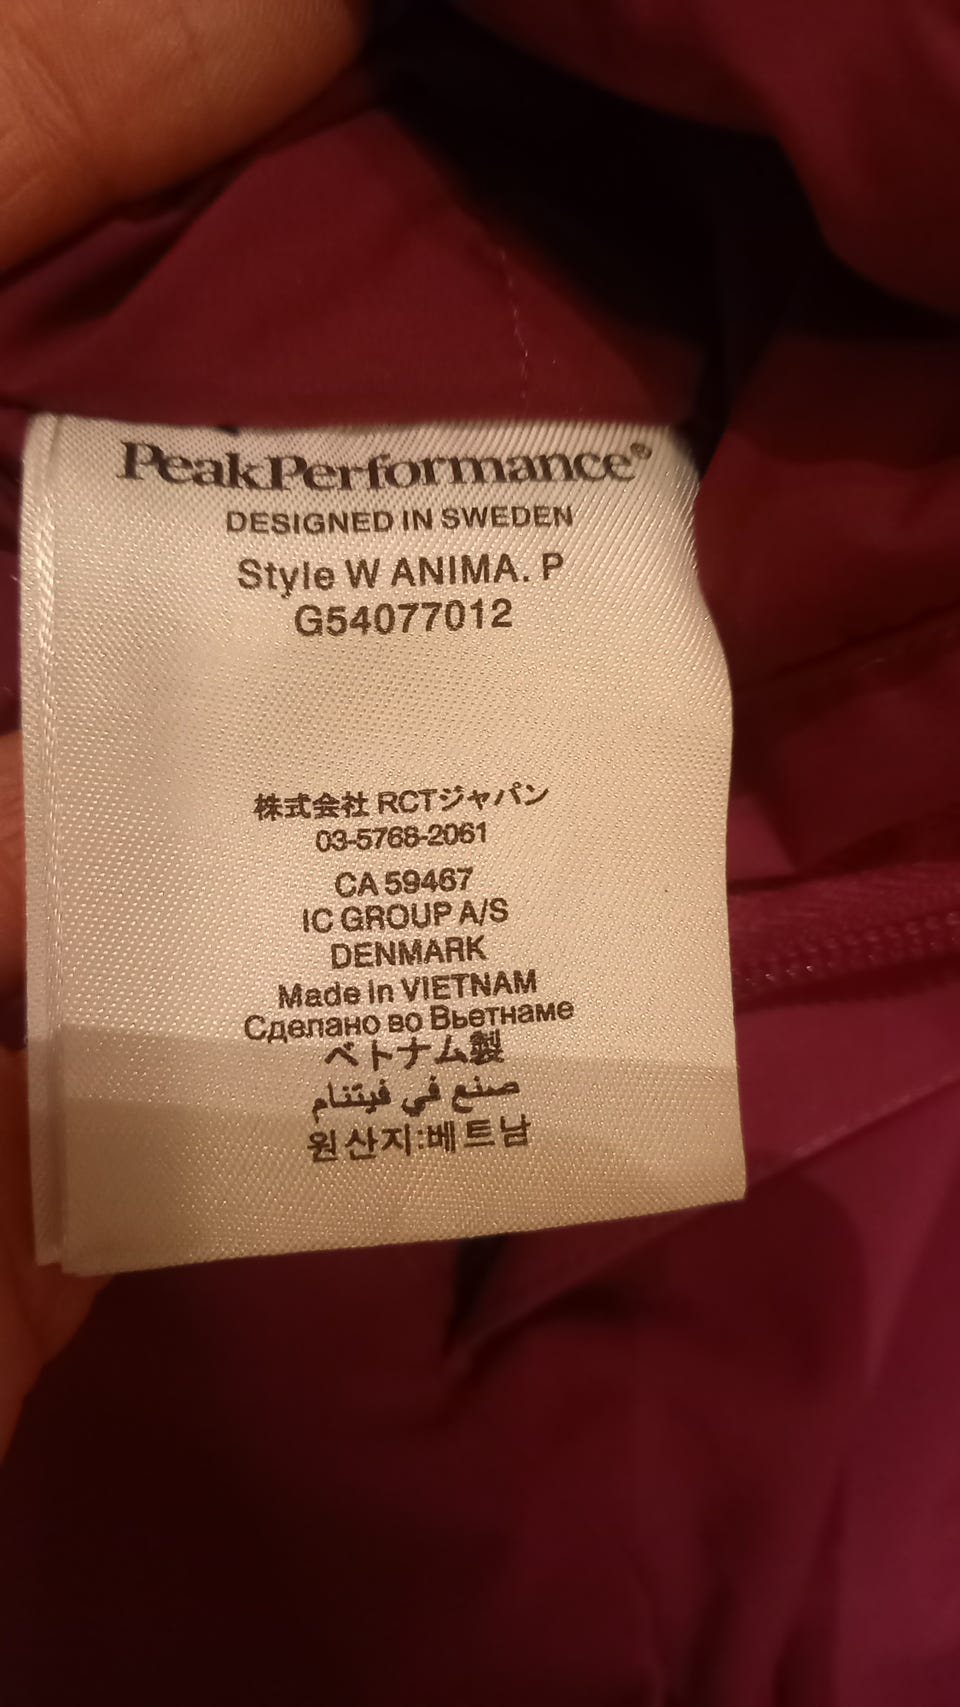 PeakPerformance®
DESIGNED IN SWEDEN
Style W ANIMA. P
G54077012
株式会社 RCTジャパン
03-5768-2061
CA 59467
IC GROUP A/S
DENMARK
Made in VIETNAM
Сделано во Вьетнаме
ベトナム製
صنع في فيتنام
원산지:베트남